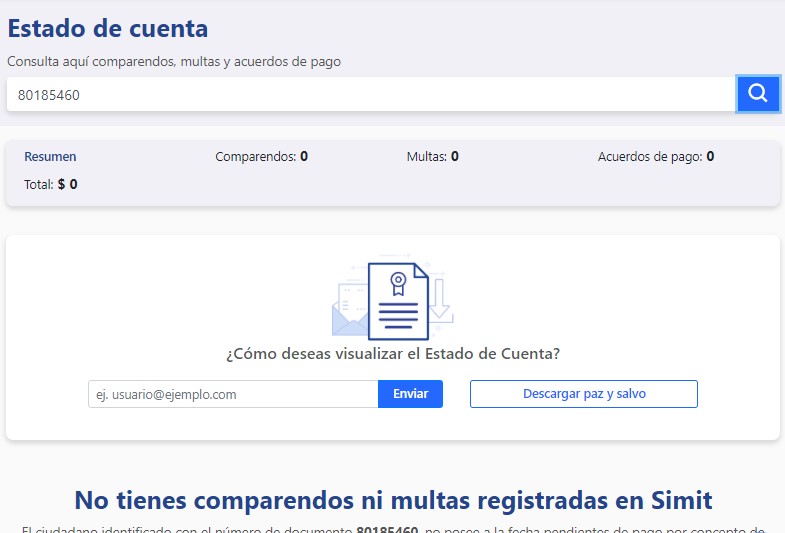 Estado de cuenta
Consulta aquí comparendos, multas y acuerdos de pago
80185460
Resumen Comparendos: 0 Multas: 0 Acuerdos de pago: 0
Total: $ 0
¿Cómo deseas visualizar el Estado de Cuenta?
ej. usuario@ejemplo.com Enviar Descargar paz y salvo
No tienes comparendos ni multas registradas en Simit
El ciudadano identificado con el número de documento 80185460, no posee a la fecha pendientes de pago por concepto de